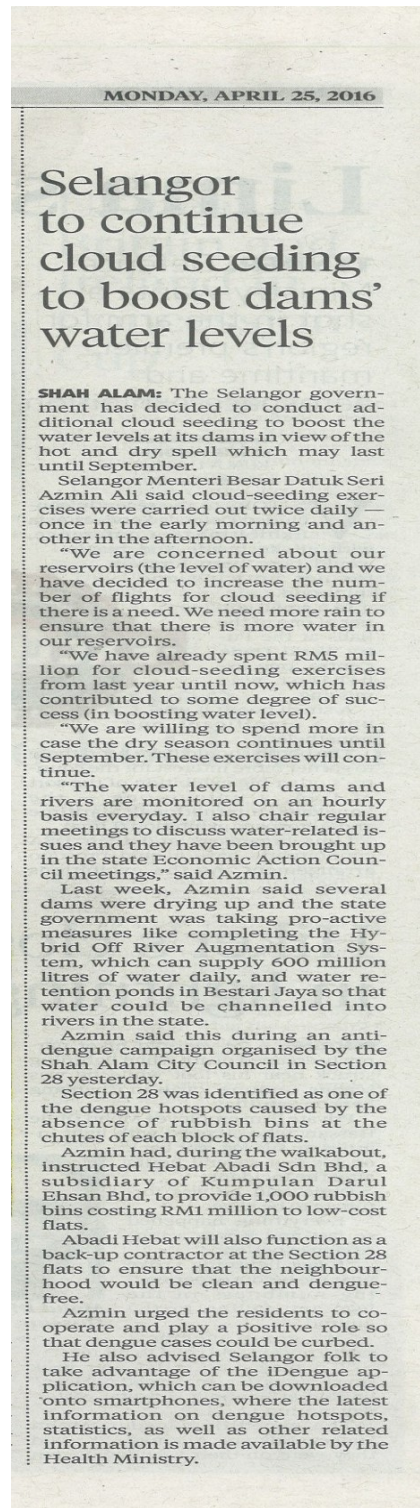 MONDAY, APRIL 25, 2016
Selangor
to continue
cloud seeding
to boost dams'
water levels
SHAH ALAM: The Selangor govern-
ment has decided to conduct ad-
ditional cloud seeding to boost the
water levels at its dams in view of the
hot and dry spell which may last
until September.
Selangor Menteri Besar Datuk Seri
Azmin Ali said cloud-seeding exer-
cises were carried out twice daily —
once in the early morning and an-
other in the afternoon.
"We are concerned about our
reservoirs (the level of water) and we
have decided to increase the num-
ber of flights for cloud seeding if
there is a need. We need more rain to
ensure that there is more water in
our reservoirs.
"We have already spent RM5 mil-
lion for cloud-seeding exercises
from last year until now, which has
contributed to some degree of suc-
cess (in boosting water level).
"We are willing to spend more in
case the dry season continues until
September. These exercises will con-
tinue.
"The water level of dams and
rivers are monitored on an hourly
basis everyday. I also chair regular
meetings to discuss water-related is-
sues and they have been brought up
in the state Economic Action Coun-
cil meetings," said Azmin.
Last week, Azmin said several
dams were drying up and the state
government was taking pro-active
measures like completing the Hy-
brid Off River Augmentation Sys-
tem, which can supply 600 million
litres of water daily, and water re-
tention ponds in Bestari Jaya so that
water could be channelled into
rivers in the state.
Azmin said this during an anti-
dengue campaign organised by the
Shah Alam City Council in Section
28 yesterday.
Section 28 was identified as one of
the dengue hotspots caused by the
absence of rubbish bins at the
chutes of each block of flats.
Azmin had, during the walkabout,
instructed Hebat Abadi Sdn Bhd, a
subsidiary of Kumpulan Darul
Ehsan Bhd, to provide 1,000 rubbish
bins costing RM1 million to low-cost
flats.
Abadi Hebat will also function as a
back-up contractor at the Section 28
flats to ensure that the neighbour-
hood would be clean and dengue-
free.
Azmin urged the residents to co-
operate and play a positive role so
that dengue cases could be curbed.
He also advised Selangor folk to
take advantage of the iDengue ap-
plication, which can be downloaded
onto smartphones, where the latest
information on dengue hotspots,
statistics, as well as other related
information is made available by the
Health Ministry.